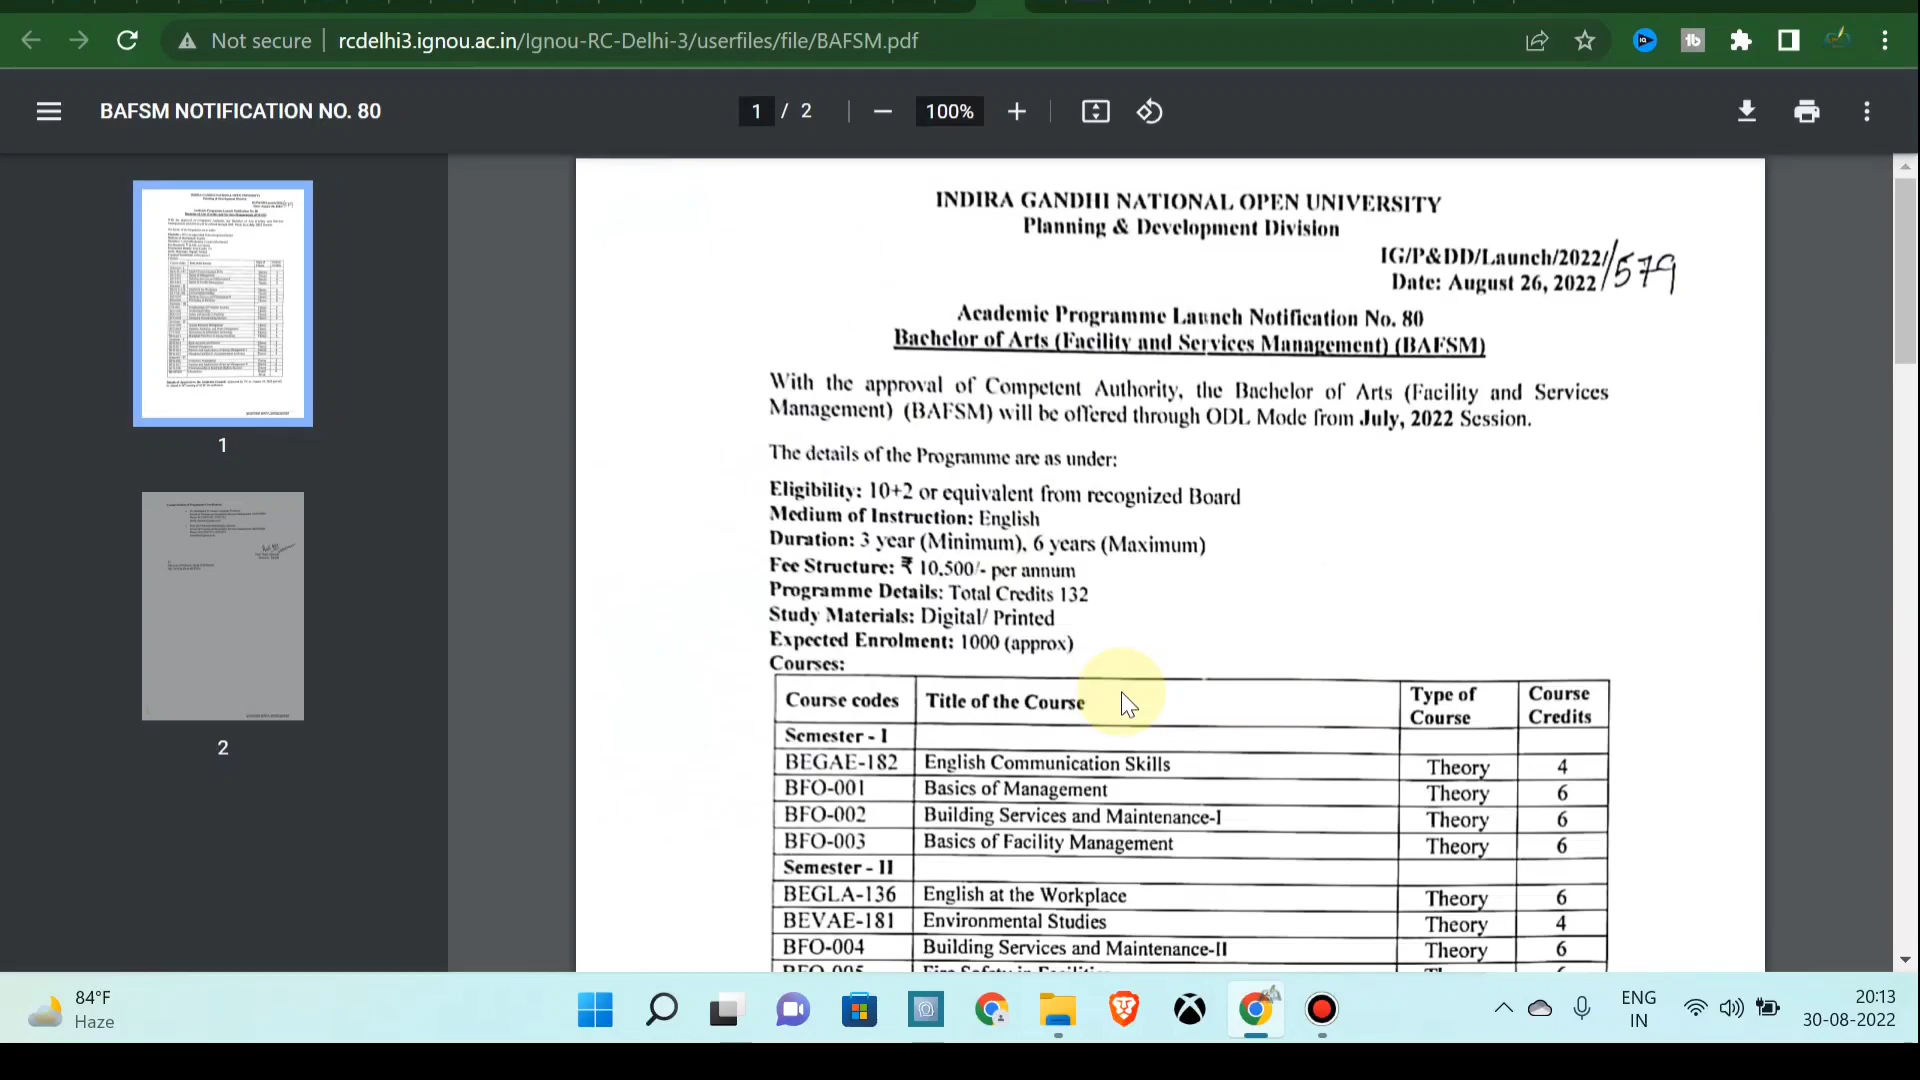 Not secure
rcdelhi3.ignou.ac.in/Ignou-RC-Delhi-3/userfiles/file/BAFSM.pdf
BAFSM NOTIFICATION NO. 80
1 / 2
100%
1
2
INDIRA GANDHI NATIONAL OPEN UNIVERSITY
Planning & Development Division
IG/P&DD/Launch/2022/579
Date: August 26, 2022
Academic Programme Launch Notification No. 80
Bachelor of Arts (Facility and Services Management) (BAFSM)
With the approval of Competent Authority, the Bachelor of Arts (Facility and Services
Management) (BAFSM) will be offered through ODL Mode from July, 2022 Session.
The details of the Programme are as under:
Eligibility: 10+2 or equivalent from recognized Board
Medium of Instruction: English
Duration: 3 year (Minimum), 6 years (Maximum)
Fee Structure: ₹ 10,500/- per annum
Programme Details: Total Credits 132
Study Materials: Digital/ Printed
Expected Enrolment: 1000 (approx)
Courses:
Course codes Title of the Course Type of Course Course Credits
Semester - I
BEGAE-182 English Communication Skills Theory 4
BFO-001 Basics of Management Theory 6
BFO-002 Building Services and Maintenance-I Theory 6
BFO-003 Basics of Facility Management Theory 6
Semester - II
BEGLA-136 English at the Workplace Theory 6
BEVAE-181 Environmental Studies Theory 4
BFO-004 Building Services and Maintenance-II Theory 6
84°F
Haze
ENG
IN
20:13
30-08-2022